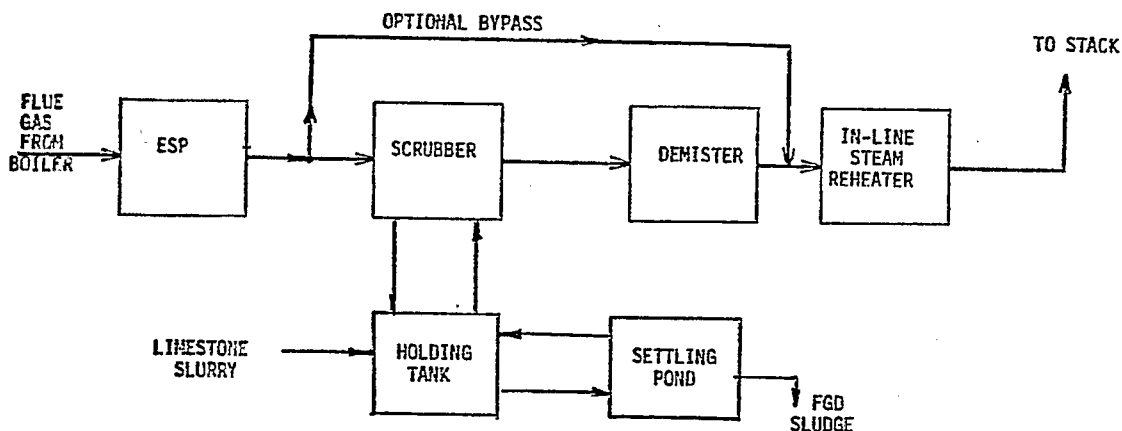 OPTIONAL BYPASS
TO STACK
FLUE
GAS
FROM
BOILER
ESP
SCRUBBER
DEMISTER
IN-LINE
STEAM
REHEATER
LIMESTONE
SLURRY
HOLDING
TANK
SETTLING
POND
FGD
SLUDGE